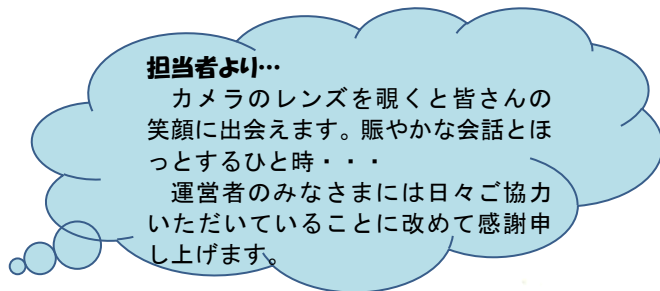 担当者より…
　カメラのレンズを覗くと皆さんの
笑顔に出会えます。賑やかな会話とほ
っとするひと時・・・
　運営者のみなさまには日々ご協力
いただいていることに改めて感謝申
し上げます。